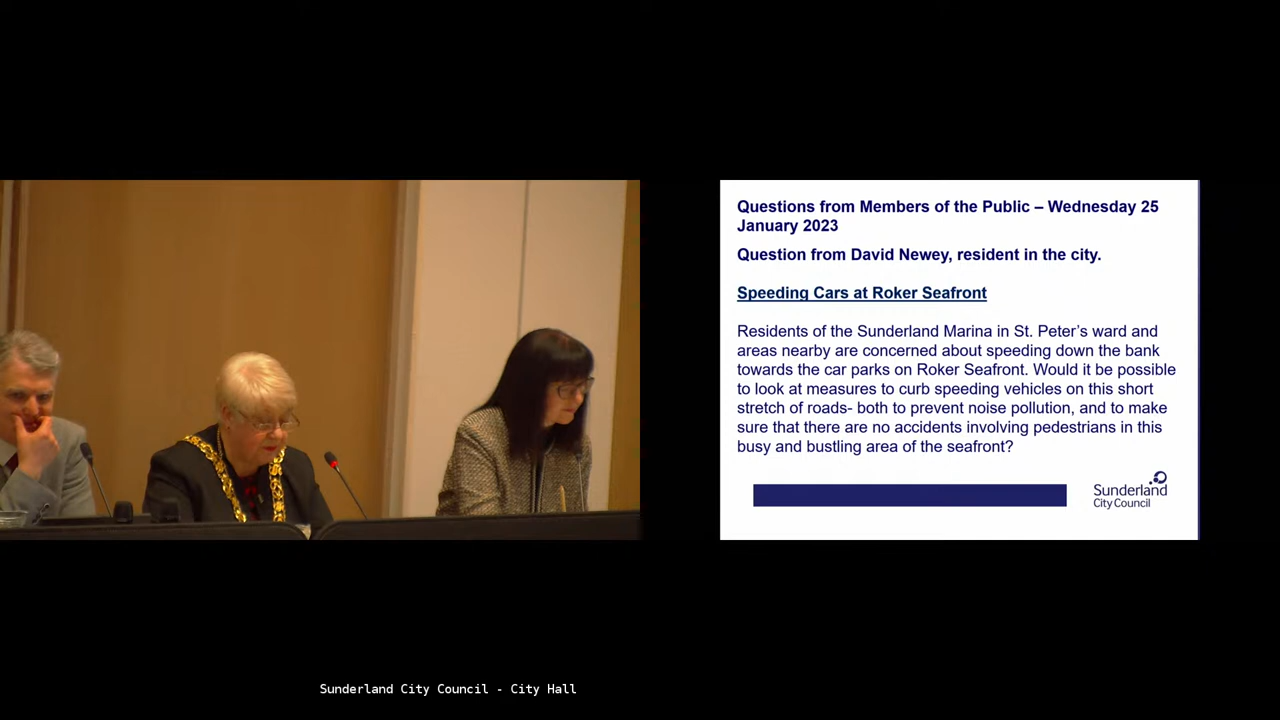 Questions from Members of the Public – Wednesday 25
January 2023
Question from David Newey, resident in the city.
Speeding Cars at Roker Seafront
Residents of the Sunderland Marina in St. Peter's ward and
areas nearby are concerned about speeding down the bank
towards the car parks on Roker Seafront. Would it be possible
to look at measures to curb speeding vehicles on this short
stretch of roads- both to prevent noise pollution, and to make
sure that there are no accidents involving pedestrians in this
busy and bustling area of the seafront?
Sunderland
City Council
Sunderland City Council - City Hall